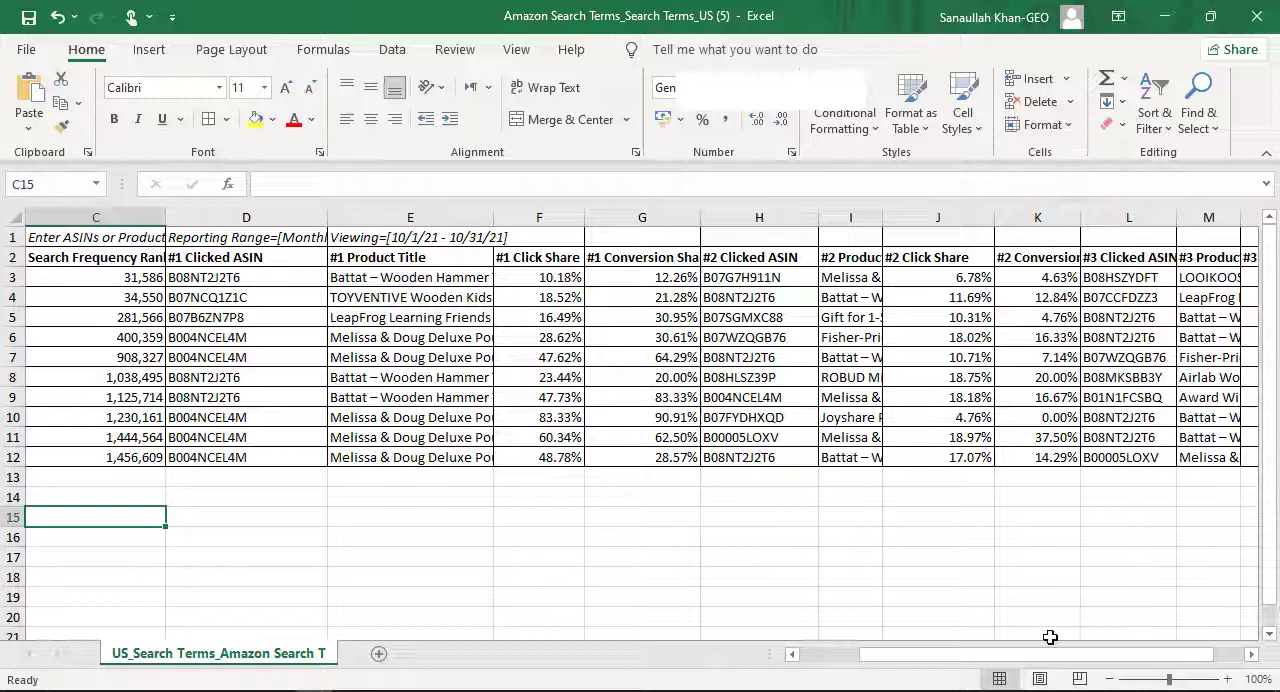 Amazon Search Terms_Search Terms_US (5) - Excel
Sanaullah Khan-GEO
File Home Insert Page Layout Formulas Data Review View Help Tell me what you want to do Share
Paste
Clipboard
Calibri 11
B I U
Font
Wrap Text
Merge & Center
Alignment
Gen
Number
Conditional Formatting
Format as Table
Cell Styles
Styles
Insert
Delete
Format
Cells
Sort & Filter
Find & Select
Editing
C15 fx
C D E F G H I J K L M
1 Enter ASINs or Product Reporting Range=[Monthl Viewing=[10/1/21 - 10/31/21]
2 Search Frequency Ran #1 Clicked ASIN #1 Product Title #1 Click Share #1 Conversion Sha #2 Clicked ASIN #2 Produc #2 Click Share #2 Conversion #3 Clicked ASIN #3 Produc #3
3 31,586 B08NT2J2T6 Battat – Wooden Hammer 10.18% 12.26% B07G7H911N Melissa & 6.78% 4.63% B08HSZYDFT LOOIKOOS
4 34,550 B07NCQ1Z1C TOYVENTIVE Wooden Kids 18.52% 21.28% B08NT2J2T6 Battat – W 11.69% 12.84% B07CCFDZZ3 LeapFrog
5 281,566 B07B6ZN7P8 LeapFrog Learning Friends 16.49% 30.95% B07SGMXC88 Gift for 1-5 10.31% 4.76% B08NT2J2T6 Battat – W
6 400,359 B004NCEL4M Melissa & Doug Deluxe Po 28.62% 30.61% B07WZQGB76 Fisher-Pri 18.02% 16.33% B08NT2J2T6 Battat – W
7 908,327 B004NCEL4M Melissa & Doug Deluxe Po 47.62% 64.29% B08NT2J2T6 Battat – W 10.71% 7.14% B07WZQGB76 Fisher-Pri
8 1,038,495 B08NT2J2T6 Battat – Wooden Hammer 23.44% 20.00% B08HLSZ39P ROBUD M 18.75% 20.00% B08MKSBB3Y Airlab Wo
9 1,125,714 B08NT2J2T6 Battat – Wooden Hammer 47.73% 83.33% B004NCEL4M Melissa & 18.18% 16.67% B01N1FCSBQ Award Wi
10 1,230,161 B004NCEL4M Melissa & Doug Deluxe Po 83.33% 90.91% B07FYDHXQD Joyshare 4.76% 0.00% B08NT2J2T6 Battat – W
11 1,444,564 B004NCEL4M Melissa & Doug Deluxe Po 60.34% 62.50% B00005LOXV Melissa & 18.97% 37.50% B08NT2J2T6 Battat – W
12 1,456,609 B004NCEL4M Melissa & Doug Deluxe Po 48.78% 28.57% B08NT2J2T6 Battat – W 17.07% 14.29% B00005LOXV Melissa &
13
14
15
16
17
18
19
20
21
US_Search Terms_Amazon Search T
Ready 100%